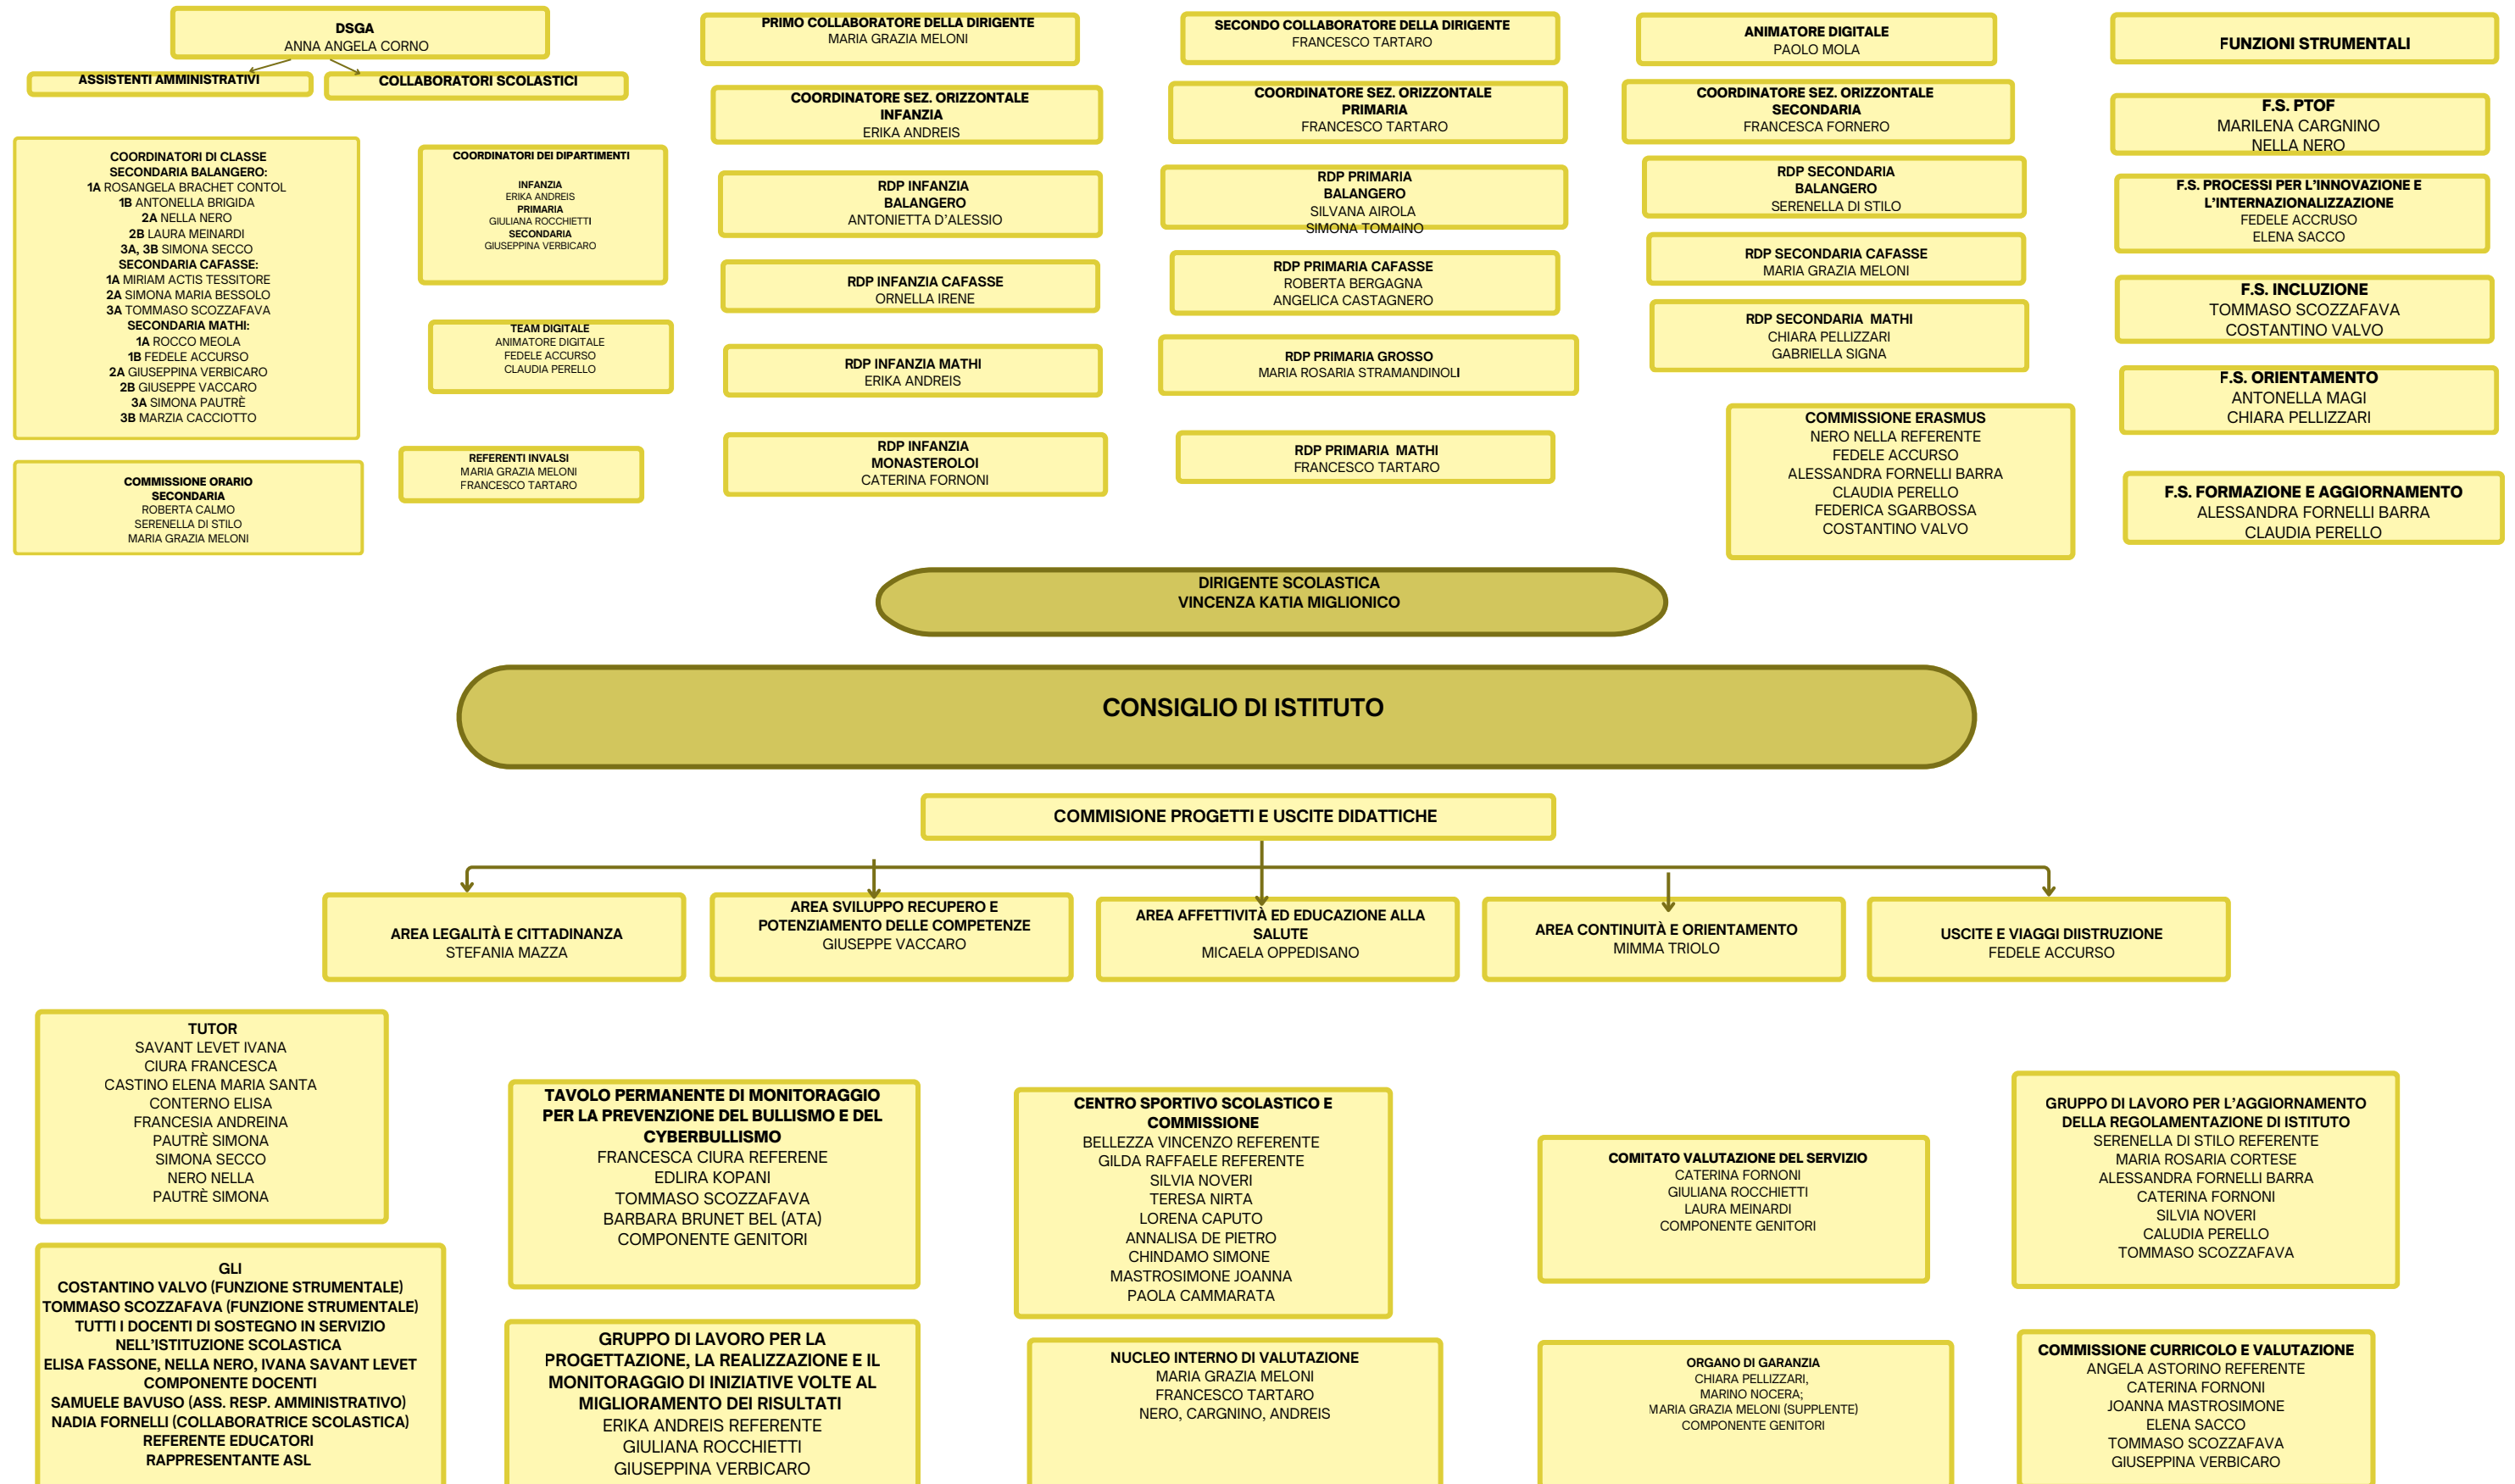 DSGA
ANNA ANGELA CORNO
ASSISTENTI AMMINISTRATIVI
COLLABORATORI SCOLASTICI
PRIMO COLLABORATORE DELLA DIRIGENTE
MARIA GRAZIA MELONI
SECONDO COLLABORATORE DELLA DIRIGENTE
FRANCESCO TARTARO
ANIMATORE DIGITALE
PAOLO MOLA
FUNZIONI STRUMENTALI
COORDINATORI DI CLASSE
SECONDARIA BALANGERO:
1A ROSANGELA BRACHET CONTOL
1B ANTONELLA BRIGIDA
2A NELLA NERO
2B LAURA MEINARDI
3A, 3B SIMONA SECCO
SECONDARIA CAFASSE:
1A MIRIAM ACTIS TESSITORE
2A SIMONA MARIA BESSOLO
3A TOMMASO SCOZZAFAVA
SECONDARIA MATHI:
1A ROCCO MEOLA
1B FEDELE ACCURSO
2A GIUSEPPINA VERBICARO
2B GIUSEPPE VACCARO
3A SIMONA PAUTRÈ
3B MARZIA CACCIOTTO
COMMISSIONE ORARIO
SECONDARIA
ROBERTA CALMO
SERENELLA DI STILO
MARIA GRAZIA MELONI
COORDINATORI DEI DIPARTIMENTI
INFANZIA
ERIKA ANDREIS
PRIMARIA
GIULIANA ROCCHIETTI
SECONDARIA
GIUSEPPINA VERBICARO
TEAM DIGITALE
ANIMATORE DIGITALE
FEDELE ACCURSO
CLAUDIA PERELLO
REFERENTI INVALSI
MARIA GRAZIA MELONI
FRANCESCO TARTARO
COORDINATORE SEZ. ORIZZONTALE
INFANZIA
ERIKA ANDREIS
RDP INFANZIA
BALANGERO
ANTONIETTA D'ALESSIO
RDP INFANZIA CAFASSE
ORNELLA IRENE
RDP INFANZIA MATHI
ERIKA ANDREIS
RDP INFANZIA
MONASTEROLOI
CATERINA FORNONI
COORDINATORE SEZ. ORIZZONTALE
PRIMARIA
FRANCESCO TARTARO
RDP PRIMARIA
BALANGERO
SILVANA AIROLA
SIMONA TOMAINO
RDP PRIMARIA CAFASSE
ROBERTA BERGAGNA
ANGELICA CASTAGNERO
RDP PRIMARIA GROSSO
MARIA ROSARIA STRAMANDINOLI
RDP PRIMARIA MATHI
FRANCESCO TARTARO
COORDINATORE SEZ. ORIZZONTALE
SECONDARIA
FRANCESCA FORNERO
RDP SECONDARIA
BALANGERO
SERENELLA DI STILO
RDP SECONDARIA CAFASSE
MARIA GRAZIA MELONI
RDP SECONDARIA MATHI
CHIARA PELLIZZARI
GABRIELLA SIGNA
COMMISSIONE ERASMUS
NERO NELLA REFERENTE
FEDELE ACCURSO
ALESSANDRA FORNELLI BARRA
CLAUDIA PERELLO
FEDERICA SGARBOSSA
COSTANTINO VALVO
F.S. PTOF
MARILENA CARGNINO
NELLA NERO
F.S. PROCESSI PER L'INNOVAZIONE E
L'INTERNAZIONALIZZAZIONE
FEDELE ACCRUSO
ELENA SACCO
F.S. INCLUZIONE
TOMMASO SCOZZAFAVA
COSTANTINO VALVO
F.S. ORIENTAMENTO
ANTONELLA MAGI
CHIARA PELLIZZARI
F.S. FORMAZIONE E AGGIORNAMENTO
ALESSANDRA FORNELLI BARRA
CLAUDIA PERELLO
DIRIGENTE SCOLASTICA
VINCENZA KATIA MIGLIONICO
CONSIGLIO DI ISTITUTO
COMMISIONE PROGETTI E USCITE DIDATTICHE
AREA LEGALITÀ E CITTADINANZA
STEFANIA MAZZA
AREA SVILUPPO RECUPERO E
POTENZIAMENTO DELLE COMPETENZE
GIUSEPPE VACCARO
AREA AFFETTIVITÀ ED EDUCAZIONE ALLA
SALUTE
MICAELA OPPEDISANO
AREA CONTINUITÀ E ORIENTAMENTO
MIMMA TRIOLO
USCITE E VIAGGI DIISTRUZIONE
FEDELE ACCURSO
TUTOR
SAVANT LEVET IVANA
CIURA FRANCESCA
CASTINO ELENA MARIA SANTA
CONTERNO ELISA
FRANCESIA ANDREINA
PAUTRÈ SIMONA
SIMONA SECCO
NERO NELLA
PAUTRÈ SIMONA
GLI
COSTANTINO VALVO (FUNZIONE STRUMENTALE)
TOMMASO SCOZZAFAVA (FUNZIONE STRUMENTALE)
TUTTI I DOCENTI DI SOSTEGNO IN SERVIZIO
NELL'ISTITUZIONE SCOLASTICA
ELISA FASSONE, NELLA NERO, IVANA SAVANT LEVET
COMPONENTE DOCENTI
SAMUELE BAVUSO (ASS. RESP. AMMINISTRATIVO)
NADIA FORNELLI (COLLABORATRICE SCOLASTICA)
REFERENTE EDUCATORI
RAPPRESENTANTE ASL
TAVOLO PERMANENTE DI MONITORAGGIO
PER LA PREVENZIONE DEL BULLISMO E DEL
CYBERBULLISMO
FRANCESCA CIURA REFERENE
EDLIRA KOPANI
TOMMASO SCOZZAFAVA
BARBARA BRUNET BEL (ATA)
COMPONENTE GENITORI
GRUPPO DI LAVORO PER LA
PROGETTAZIONE, LA REALIZZAZIONE E IL
MONITORAGGIO DI INIZIATIVE VOLTE AL
MIGLIORAMENTO DEI RISULTATI
ERIKA ANDREIS REFERENTE
GIULIANA ROCCHIETTI
GIUSEPPINA VERBICARO
CENTRO SPORTIVO SCOLASTICO E
COMMISSIONE
BELLEZZA VINCENZO REFERENTE
GILDA RAFFAELE REFERENTE
SILVIA NOVERI
TERESA NIRTA
LORENA CAPUTO
ANNALISA DE PIETRO
CHINDAMO SIMONE
MASTROSIMONE JOANNA
PAOLA CAMMARATA
NUCLEO INTERNO DI VALUTAZIONE
MARIA GRAZIA MELONI
FRANCESCO TARTARO
NERO, CARGNINO, ANDREIS
COMITATO VALUTAZIONE DEL SERVIZIO
CATERINA FORNONI
GIULIANA ROCCHIETTI
LAURA MEINARDI
COMPONENTE GENITORI
ORGANO DI GARANZIA
CHIARA PELLIZZARI,
MARINO NOCERA;
MARIA GRAZIA MELONI (SUPPLENTE)
COMPONENTE GENITORI
GRUPPO DI LAVORO PER L'AGGIORNAMENTO
DELLA REGOLAMENTAZIONE DI ISTITUTO
SERENELLA DI STILO REFERENTE
MARIA ROSARIA CORTESE
ALESSANDRA FORNELLI BARRA
CATERINA FORNONI
SILVIA NOVERI
CALUDIA PERELLO
TOMMASO SCOZZAFAVA
COMMISSIONE CURRICOLO E VALUTAZIONE
ANGELA ASTORINO REFERENTE
CATERINA FORNONI
JOANNA MASTROSIMONE
ELENA SACCO
TOMMASO SCOZZAFAVA
GIUSEPPINA VERBICARO